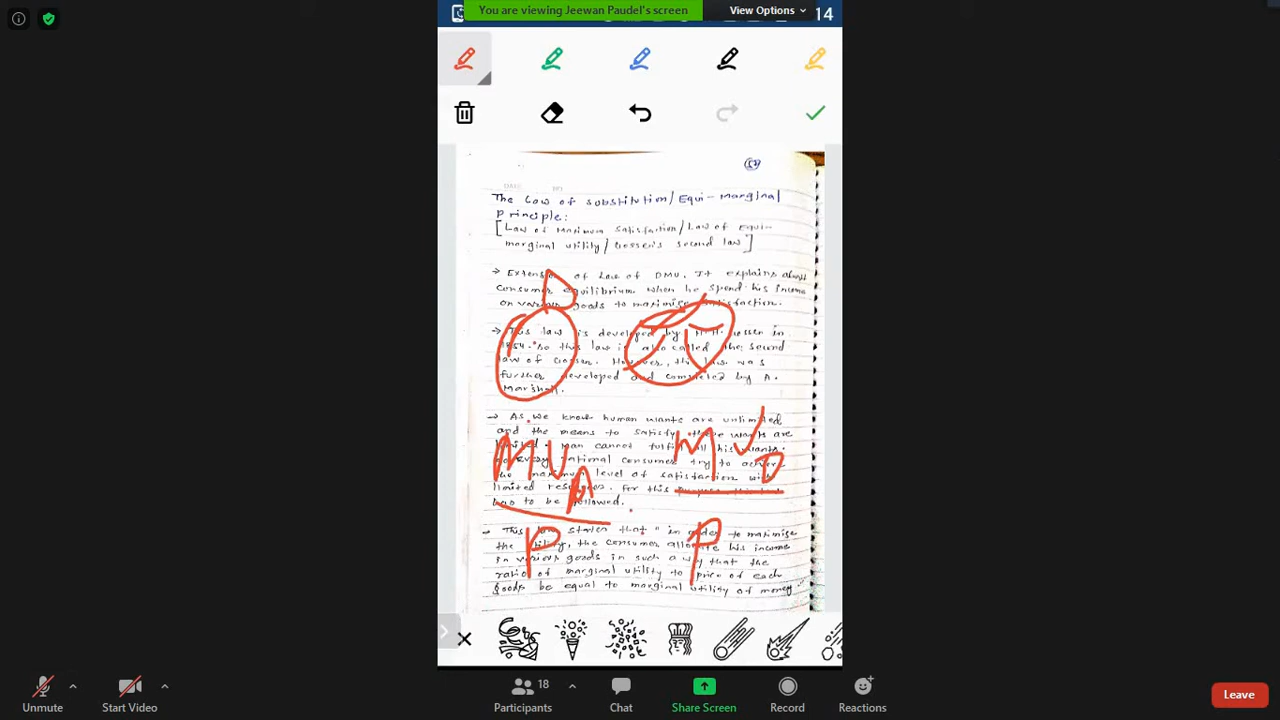 You are viewing Jeewan Paudel's screen
View Options
14
DATE NO
The Law of substitution/Equi-marginal
principle:
[Law of maximum satisfaction/Law of Equi-
marginal utility/Gossen's second law]
→ Extension of law of DMU. It explains about
consumer equilibrium when he spend his income
on various goods to maximise satisfaction.
→ This law is developed by H.H. Gossen in
1854. so this law is also called the second
law of Gossen. However, this law was
further developed and completed by A.
Marshall.
→ As we know human wants are unlimited
and the means to satisfy these wants are
limited. Man cannot fulfil all his wants.
every rational consumer try to achieve
the maximum level of satisfaction with
limited resources. For this
has to be followed.
MU MU
P P
→ This law states that "in order to maximise
the utility, the consumer allocate his income
in various goods in such a way that the
ratio of marginal utility to price of each
goods be equal to marginal utility of money
Unmute
Start Video
18
Participants
Chat
Share Screen
Record
Reactions
Leave